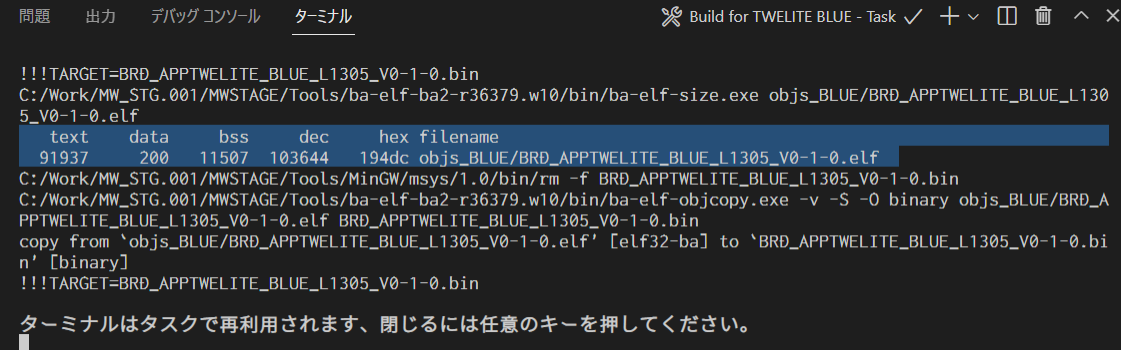 問題 出力 デバッグ コンソール ターミナル Build for TWELITE BLUE - Task
!!!TARGET=BRD_APPTWELITE_BLUE_L1305_V0-1-0.bin
C:/Work/MW_STG.001/MWSTAGE/Tools/ba-elf-ba2-r36379.w10/bin/ba-elf-size.exe objs_BLUE/BRD_APPTWELITE_BLUE_L130
5_V0-1-0.elf
text data bss dec hex filename
91937 200 11507 103644 194dc objs_BLUE/BRD_APPTWELITE_BLUE_L1305_V0-1-0.elf
C:/Work/MW_STG.001/MWSTAGE/Tools/MinGW/msys/1.0/bin/rm -f BRD_APPTWELITE_BLUE_L1305_V0-1-0.bin
C:/Work/MW_STG.001/MWSTAGE/Tools/ba-elf-ba2-r36379.w10/bin/ba-elf-objcopy.exe -v -S -O binary objs_BLUE/BRD_A
PPTWELITE_BLUE_L1305_V0-1-0.elf BRD_APPTWELITE_BLUE_L1305_V0-1-0.bin
copy from `objs_BLUE/BRD_APPTWELITE_BLUE_L1305_V0-1-0.elf' [elf32-ba] to `BRD_APPTWELITE_BLUE_L1305_V0-1-0.bi
n' [binary]
!!!TARGET=BRD_APPTWELITE_BLUE_L1305_V0-1-0.bin
ターミナルはタスクで再利用されます、閉じるには任意のキーを押してください。